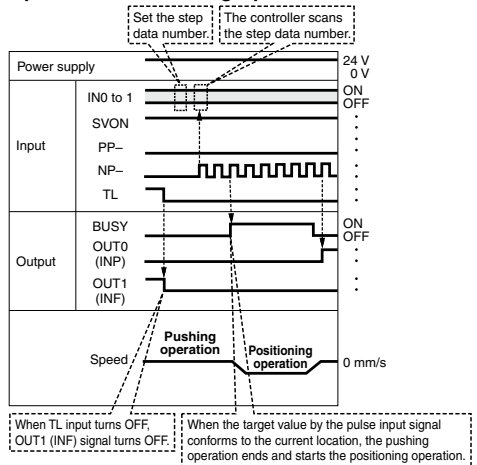 Set the step
data number.
The controller scans
the step data number.
Power supply
24 V
0 V
Input
IN0 to 1
ON
OFF
SVON
PP–
NP–
TL
Output
BUSY
ON
OFF
OUT0
(INP)
OUT1
(INF)
Speed
Pushing
operation
Positioning
operation
0 mm/s
When TL input turns OFF,
OUT1 (INF) signal turns OFF.
When the target value by the pulse input signal
conforms to the current location, the pushing
operation ends and starts the positioning operation.